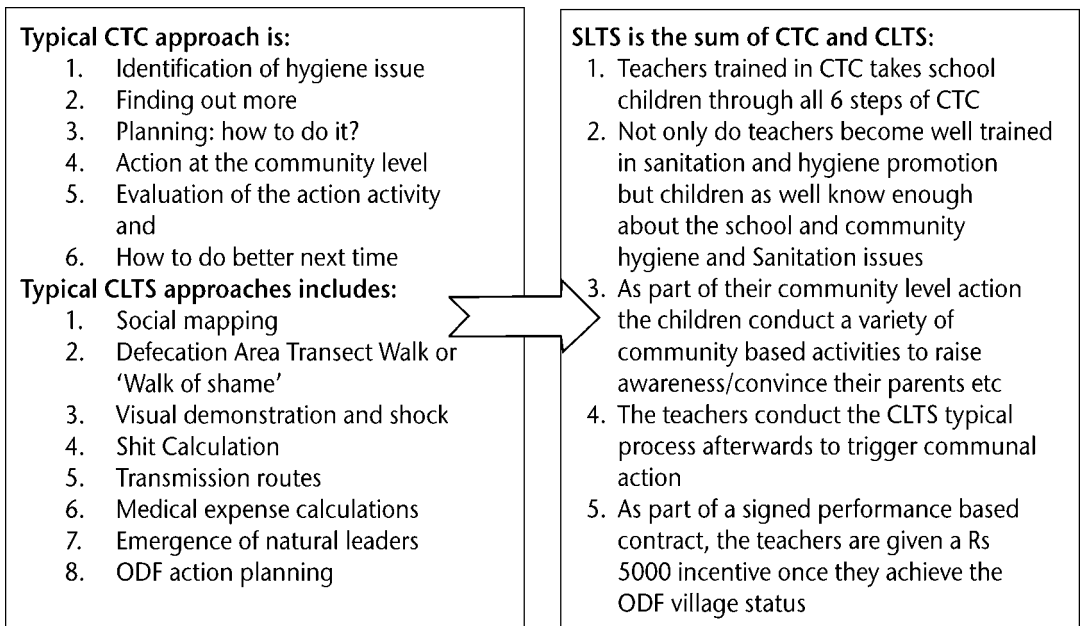 Typical CTC approach is:
1. Identification of hygiene issue
2. Finding out more
3. Planning: how to do it?
4. Action at the community level
5. Evaluation of the action activity
and
6. How to do better next time
Typical CLTS approaches includes:
1. Social mapping
2. Defecation Area Transect Walk or
'Walk of shame'
3. Visual demonstration and shock
4. Shit Calculation
5. Transmission routes
6. Medical expense calculations
7. Emergence of natural leaders
8. ODF action planning
SLTS is the sum of CTC and CLTS:
1. Teachers trained in CTC takes school
children through all 6 steps of CTC
2. Not only do teachers become well trained
in sanitation and hygiene promotion
but children as well know enough
about the school and community
hygiene and Sanitation issues
3. As part of their community level action
the children conduct a variety of
community based activities to raise
awareness/convince their parents etc
4. The teachers conduct the CLTS typical
process afterwards to trigger communal
action
5. As part of a signed performance based
contract, the teachers are given a Rs
5000 incentive once they achieve the
ODF village status